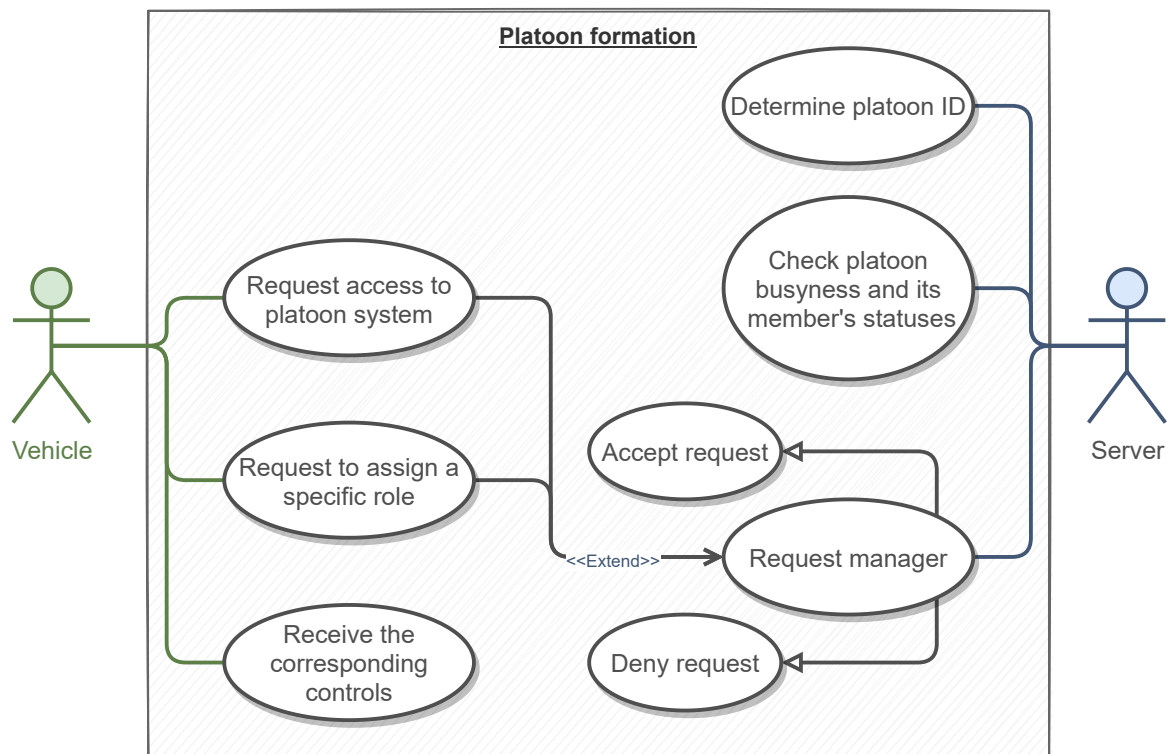 Platoon formation
Determine platoon ID
Check platoon
busyness and its
member's statuses
Request access to
platoon system
Vehicle
Server
Accept request
Request to assign a
specific role
<<Extend>>
Request manager
Receive the
corresponding
controls
Deny request